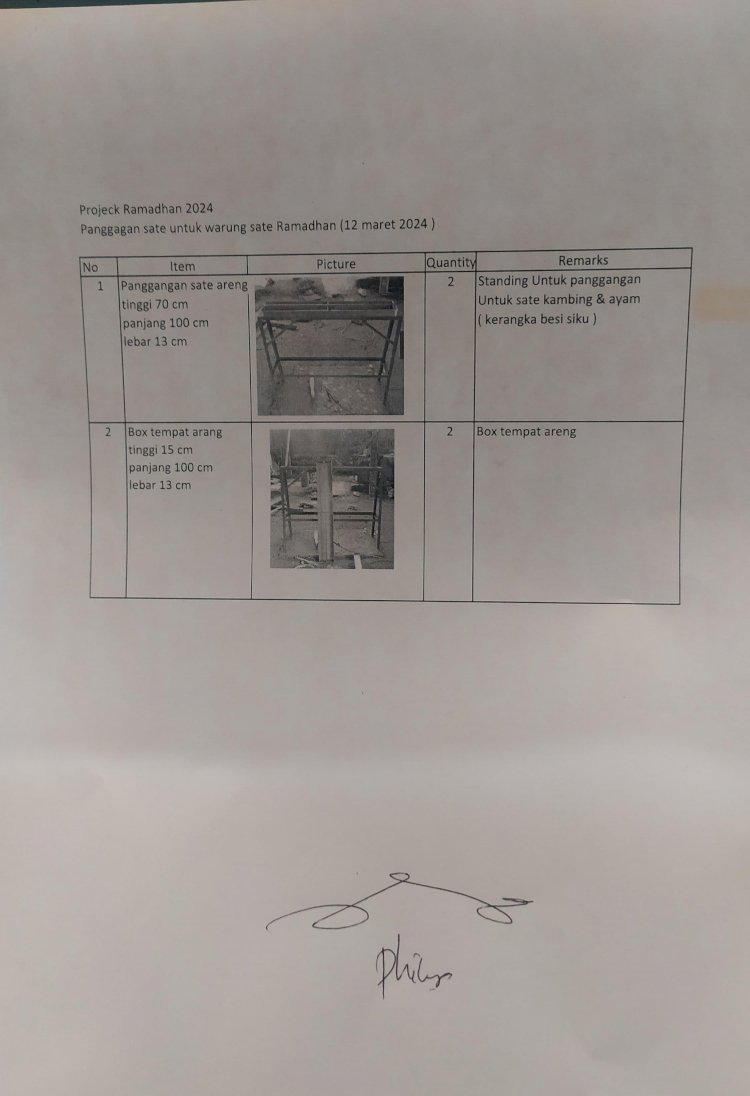 Projeck Ramadhan 2024
Panggagan sate untuk warung sate Ramadhan (12 maret 2024 )
No Item Picture Quantity Remarks
1 Panggangan sate areng 2 Standing Untuk panggangan
tinggi 70 cm Untuk sate kambing & ayam
panjang 100 cm ( kerangka besi siku )
lebar 13 cm
2 Box tempat arang 2 Box tempat areng
tinggi 15 cm
panjang 100 cm
lebar 13 cm